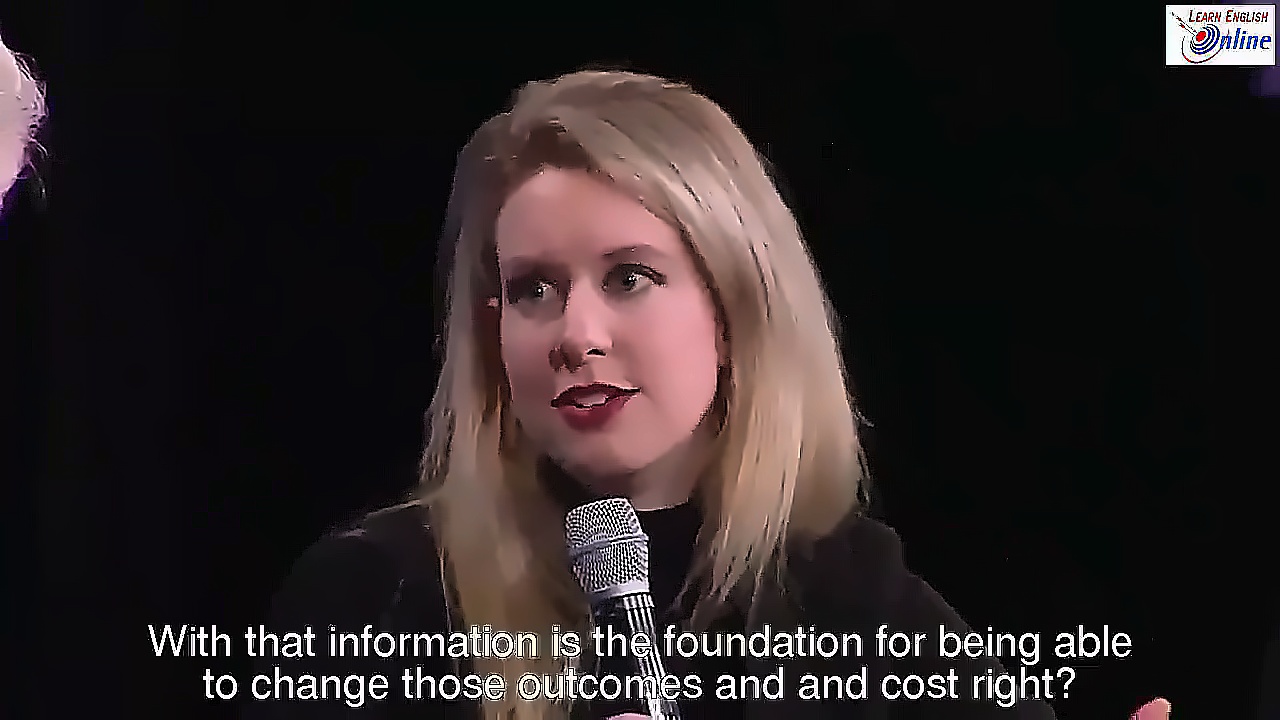 LEARN ENGLISH
Online
With that information is the foundation for being able
to change those outcomes and and cost right?